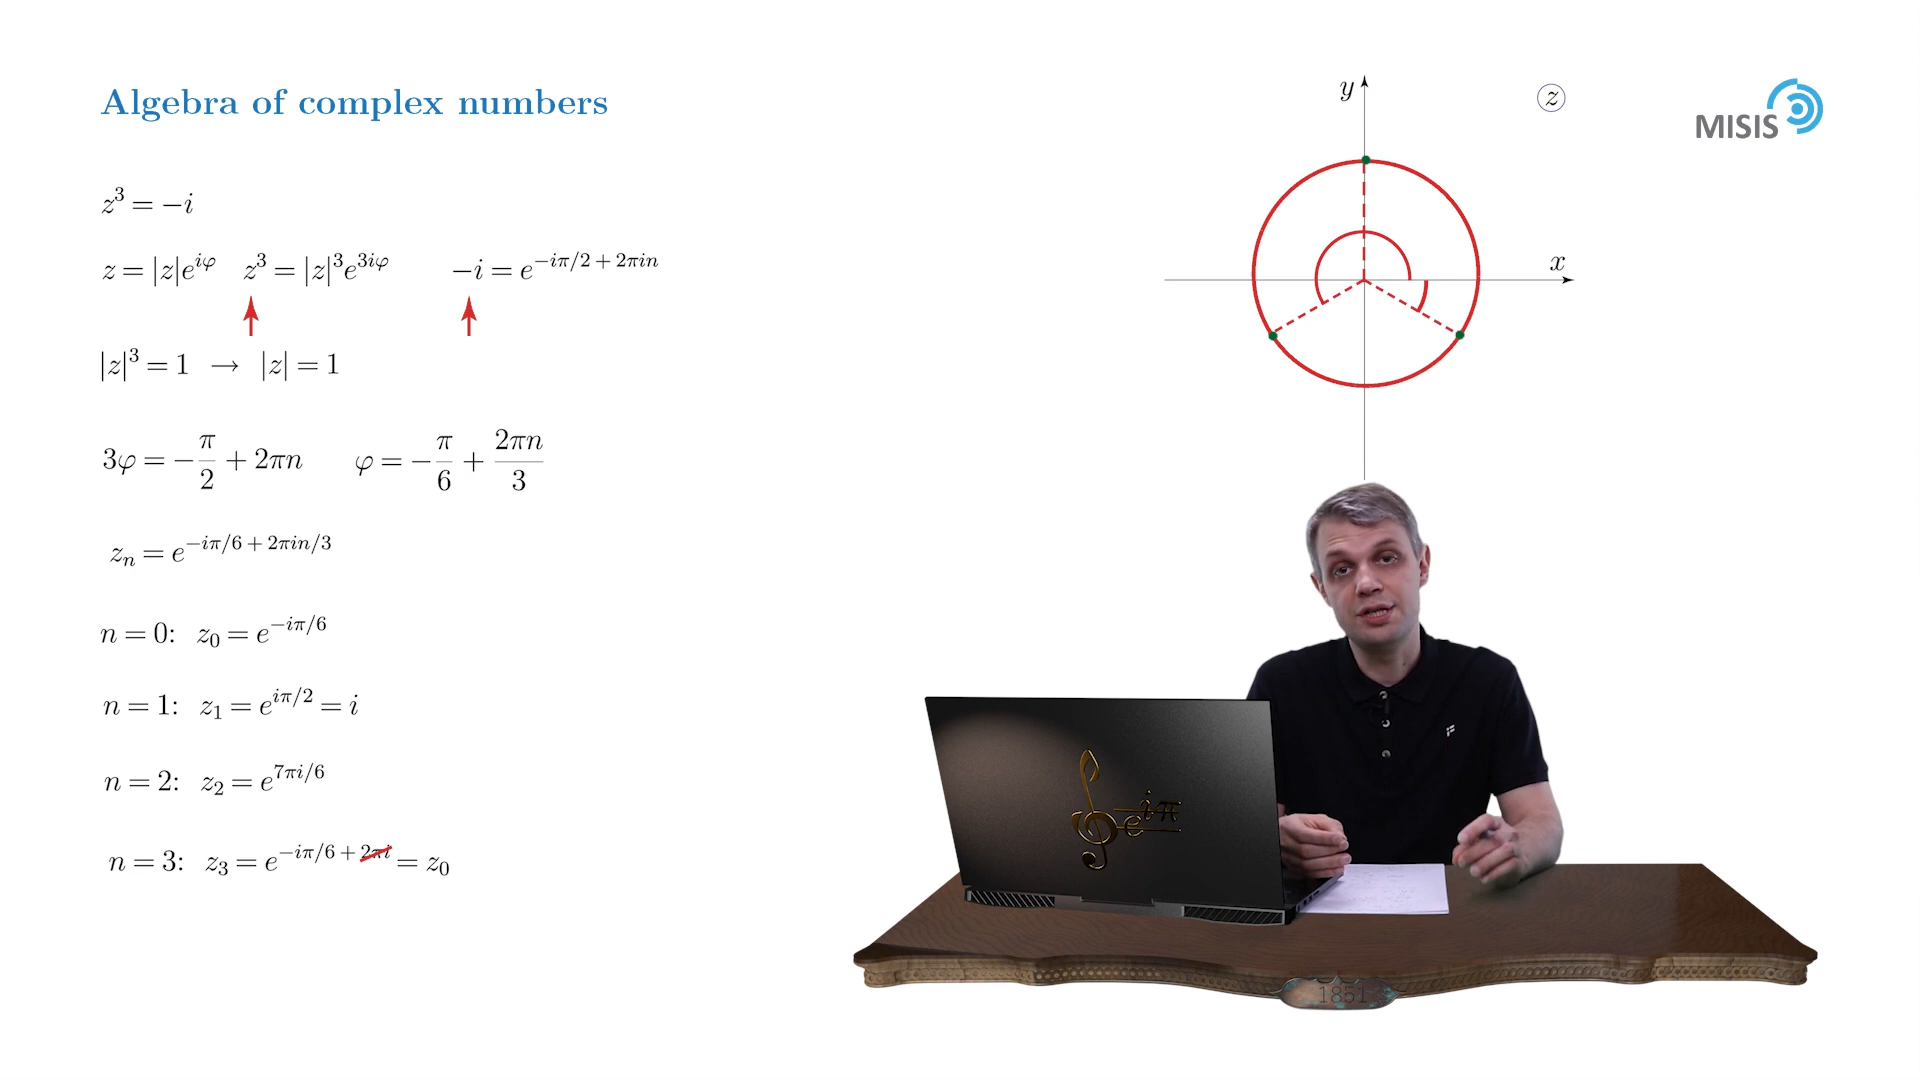 Algebra of complex numbers
z³ = −i
z = |z|e^{iφ} z³ = |z|³e^{3iφ} −i = e^{−iπ/2 + 2πin}
|z|³ = 1 → |z| = 1
3φ = −π/2 + 2πn φ = −π/6 + 2πn/3
z_n = e^{−iπ/6 + 2πin/3}
n = 0: z₀ = e^{−iπ/6}
n = 1: z₁ = e^{iπ/2} = i
n = 2: z₂ = e^{7πi/6}
n = 3: z₃ = e^{−iπ/6 + 2πi} = z₀
y
z
x
MISIS
e^{iπ}
1851